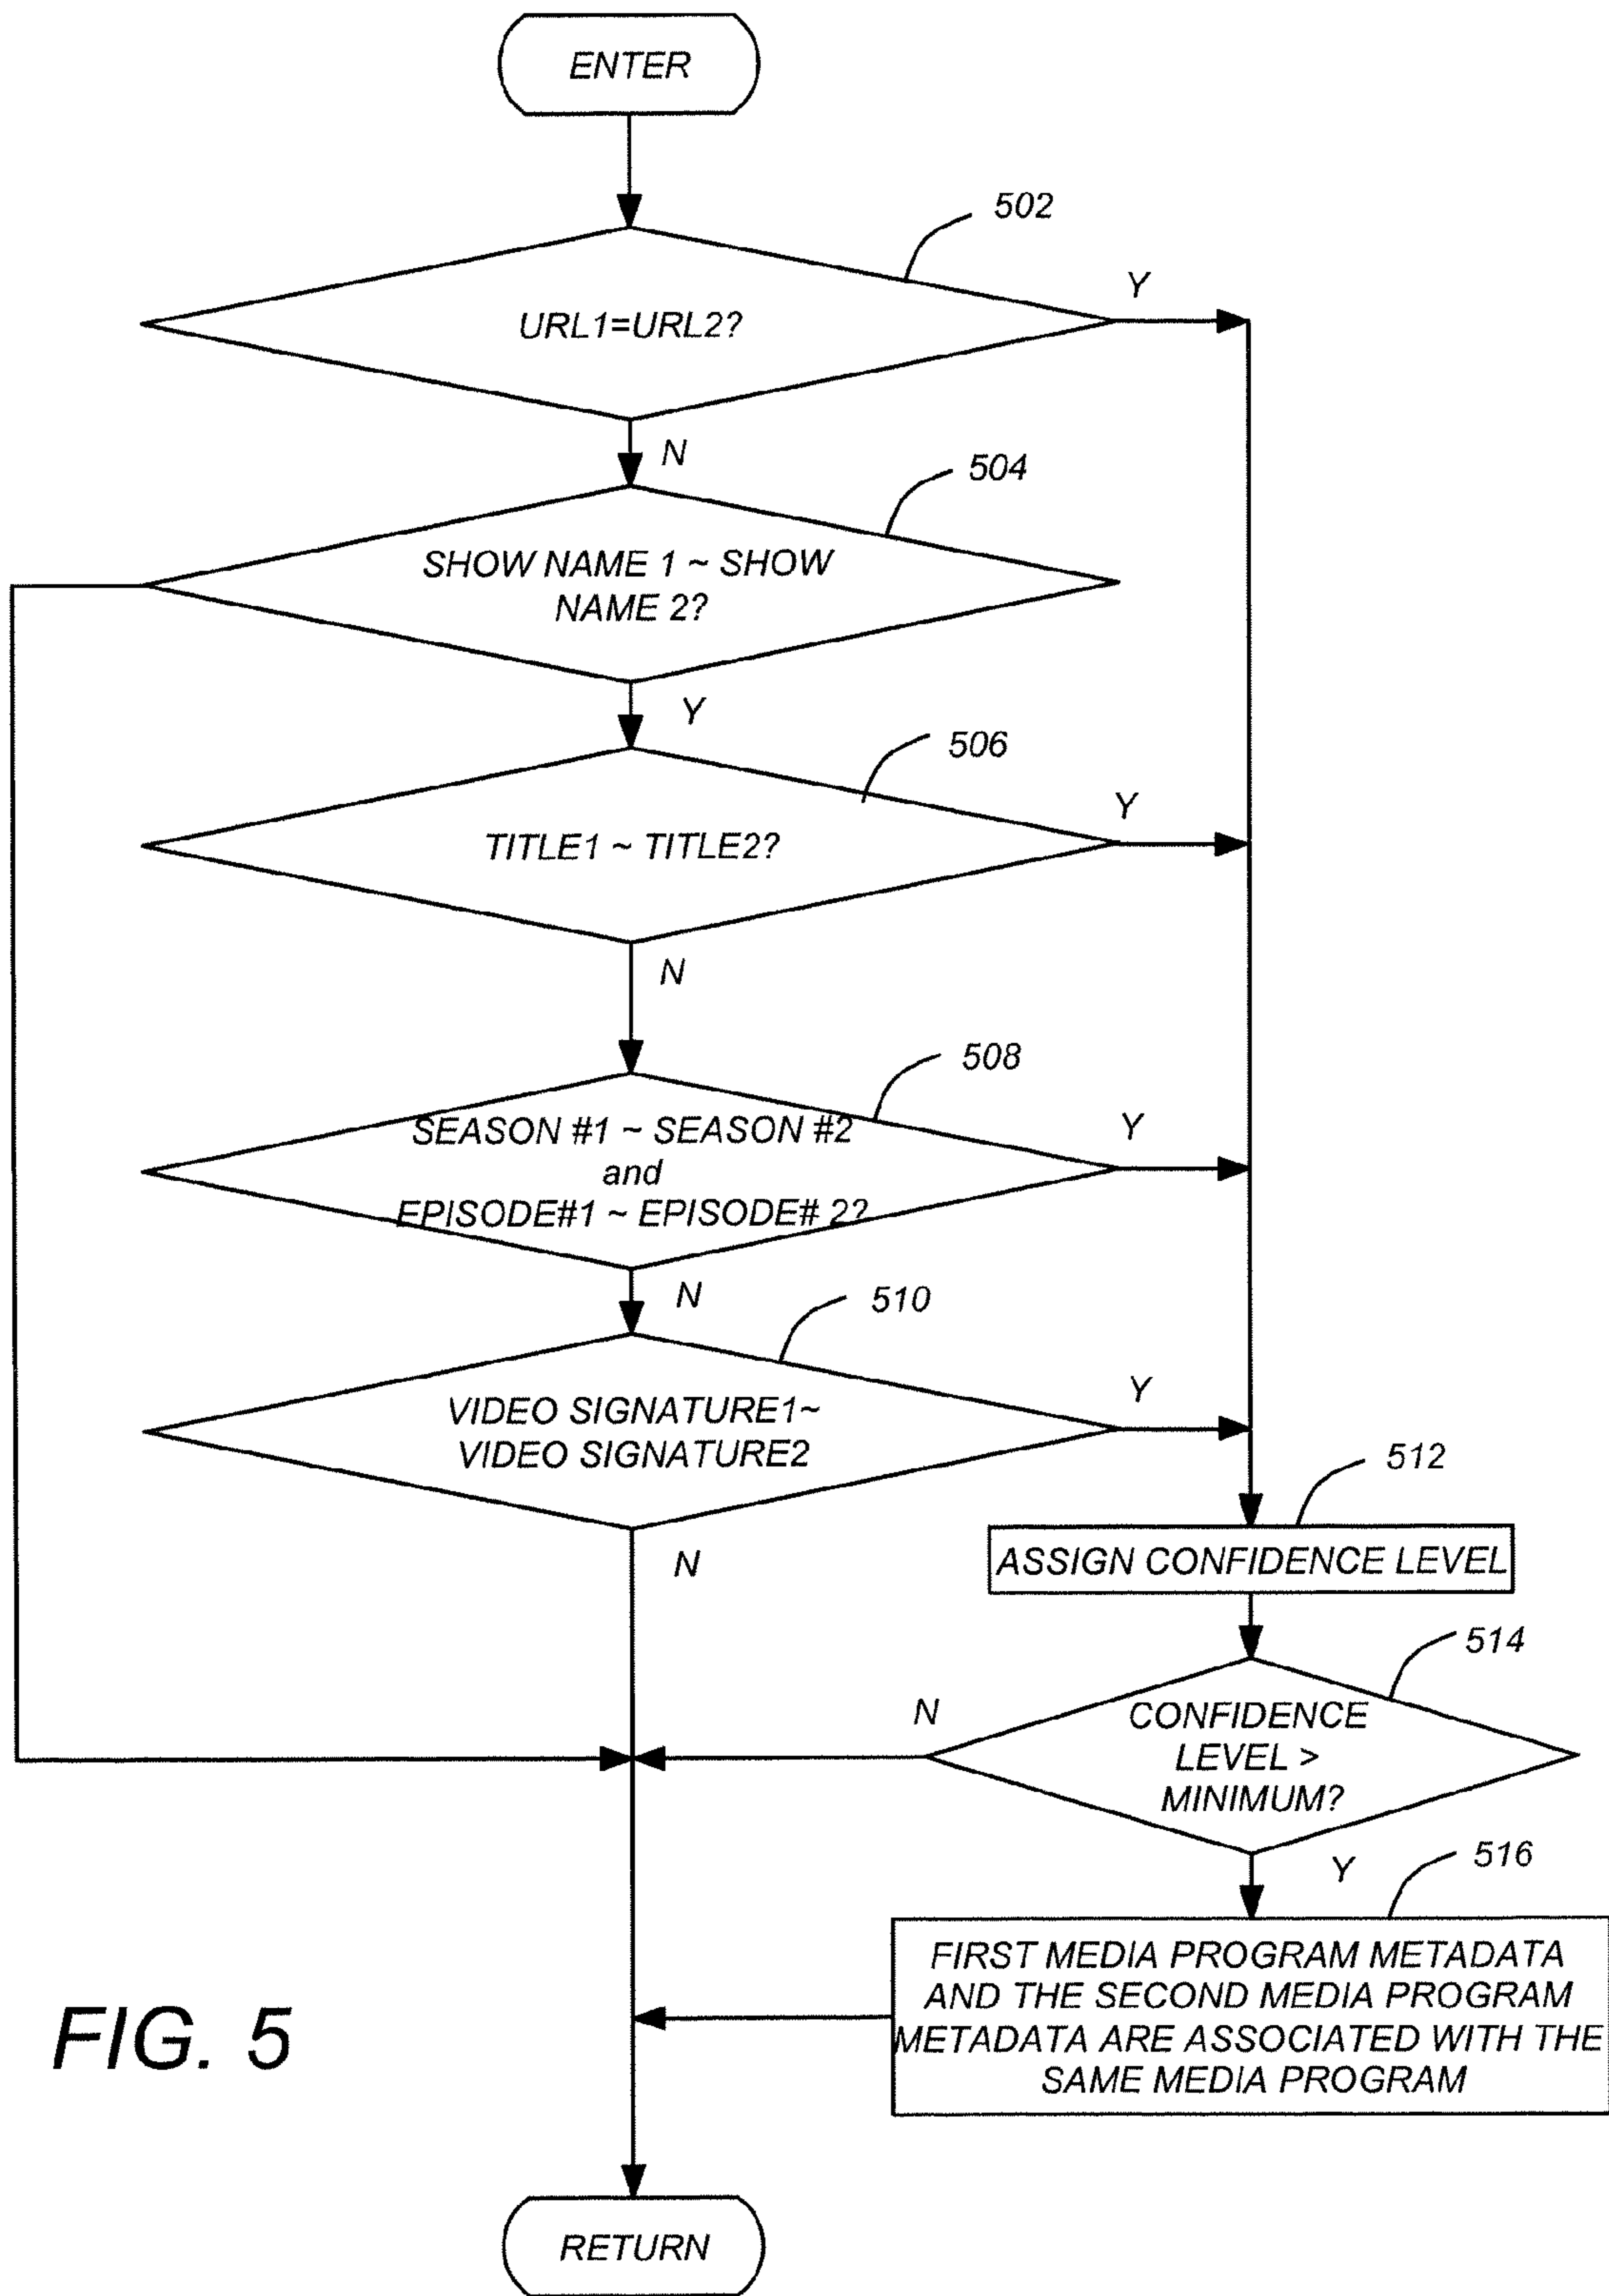 ENTER
502
URL1=URL2?
Y
N
504
SHOW NAME 1 ~ SHOW
NAME 2?
Y
506
TITLE1 ~ TITLE2?
Y
N
508
SEASON #1 ~ SEASON #2
and
EPISODE#1 ~ EPISODE# 2?
Y
N
510
VIDEO SIGNATURE1~
VIDEO SIGNATURE2
Y
N
512
ASSIGN CONFIDENCE LEVEL
514
CONFIDENCE
LEVEL >
MINIMUM?
N
Y
516
FIRST MEDIA PROGRAM METADATA
AND THE SECOND MEDIA PROGRAM
METADATA ARE ASSOCIATED WITH THE
SAME MEDIA PROGRAM
FIG. 5
RETURN